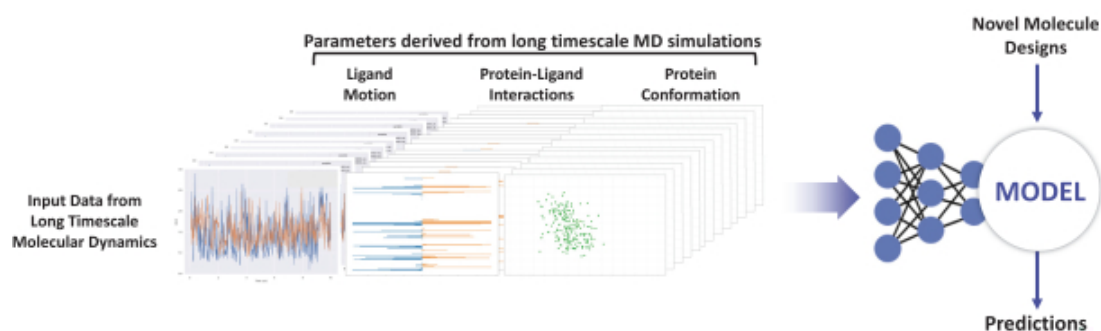 Parameters derived from long timescale MD simulations
Ligand
Motion
Protein-Ligand
Interactions
Protein
Conformation
Input Data from
Long Timescale
Molecular Dynamics
Novel Molecule
Designs
MODEL
Predictions